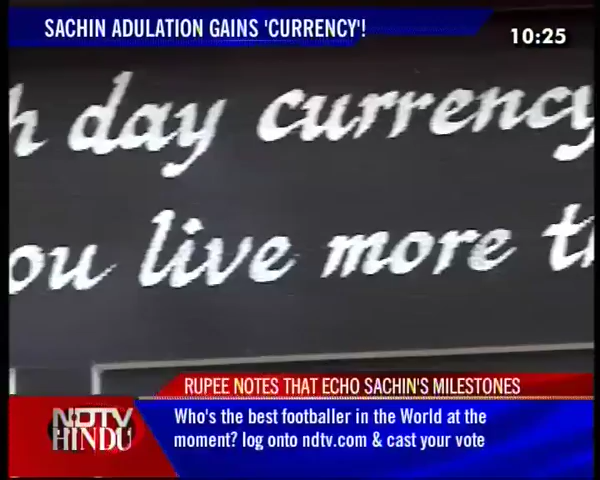 SACHIN ADULATION GAINS 'CURRENCY'!
10:25
h day currency
ou live more th
RUPEE NOTES THAT ECHO SACHIN'S MILESTONES
NDTV
HINDU
Who's the best footballer in the World at the
moment? log onto ndtv.com & cast your vote